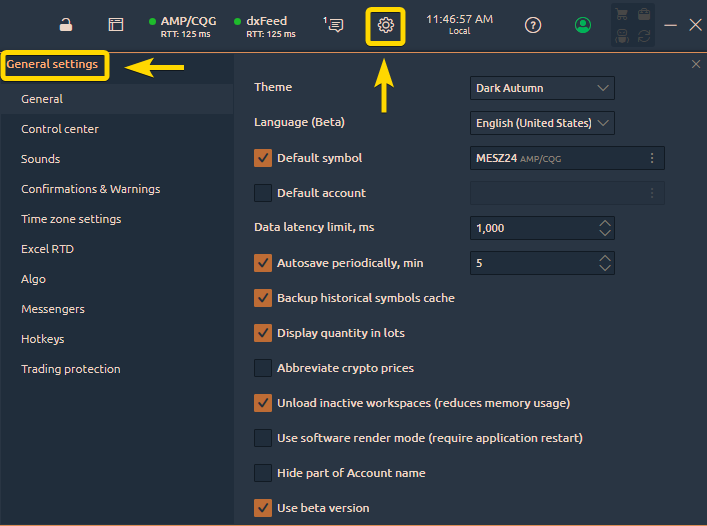 AMP/CQG
RTT: 125 ms
dxFeed
RTT: 125 ms
1
11:46:57 AM
Local
?
General settings
General
Control center
Sounds
Confirmations & Warnings
Time zone settings
Excel RTD
Algo
Messengers
Hotkeys
Trading protection
Theme
Dark Autumn
Language (Beta)
English (United States)
Default symbol
MESZ24 AMP/CQG
Default account
Data latency limit, ms
1,000
Autosave periodically, min
5
Backup historical symbols cache
Display quantity in lots
Abbreviate crypto prices
Unload inactive workspaces (reduces memory usage)
Use software render mode (require application restart)
Hide part of Account name
Use beta version